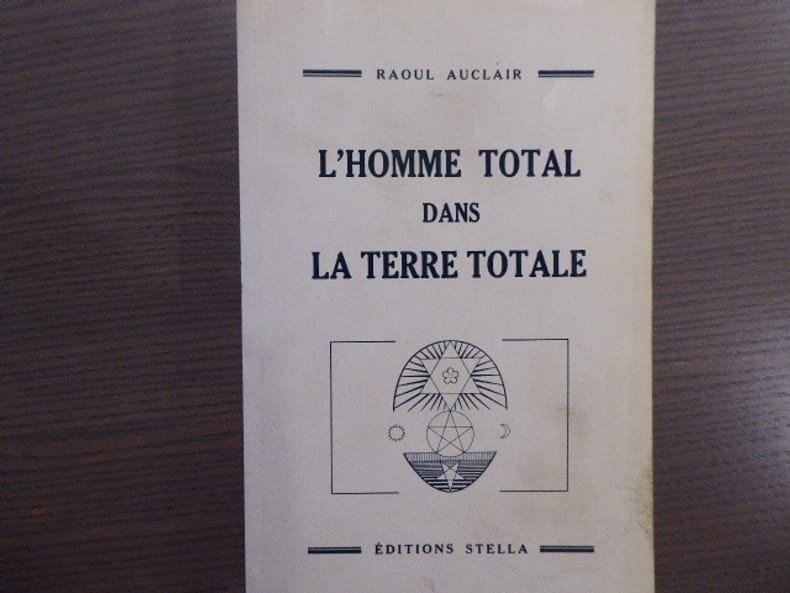 RAOUL AUCLAIR
L'HOMME TOTAL
DANS
LA TERRE TOTALE
ÉDITIONS STELLA